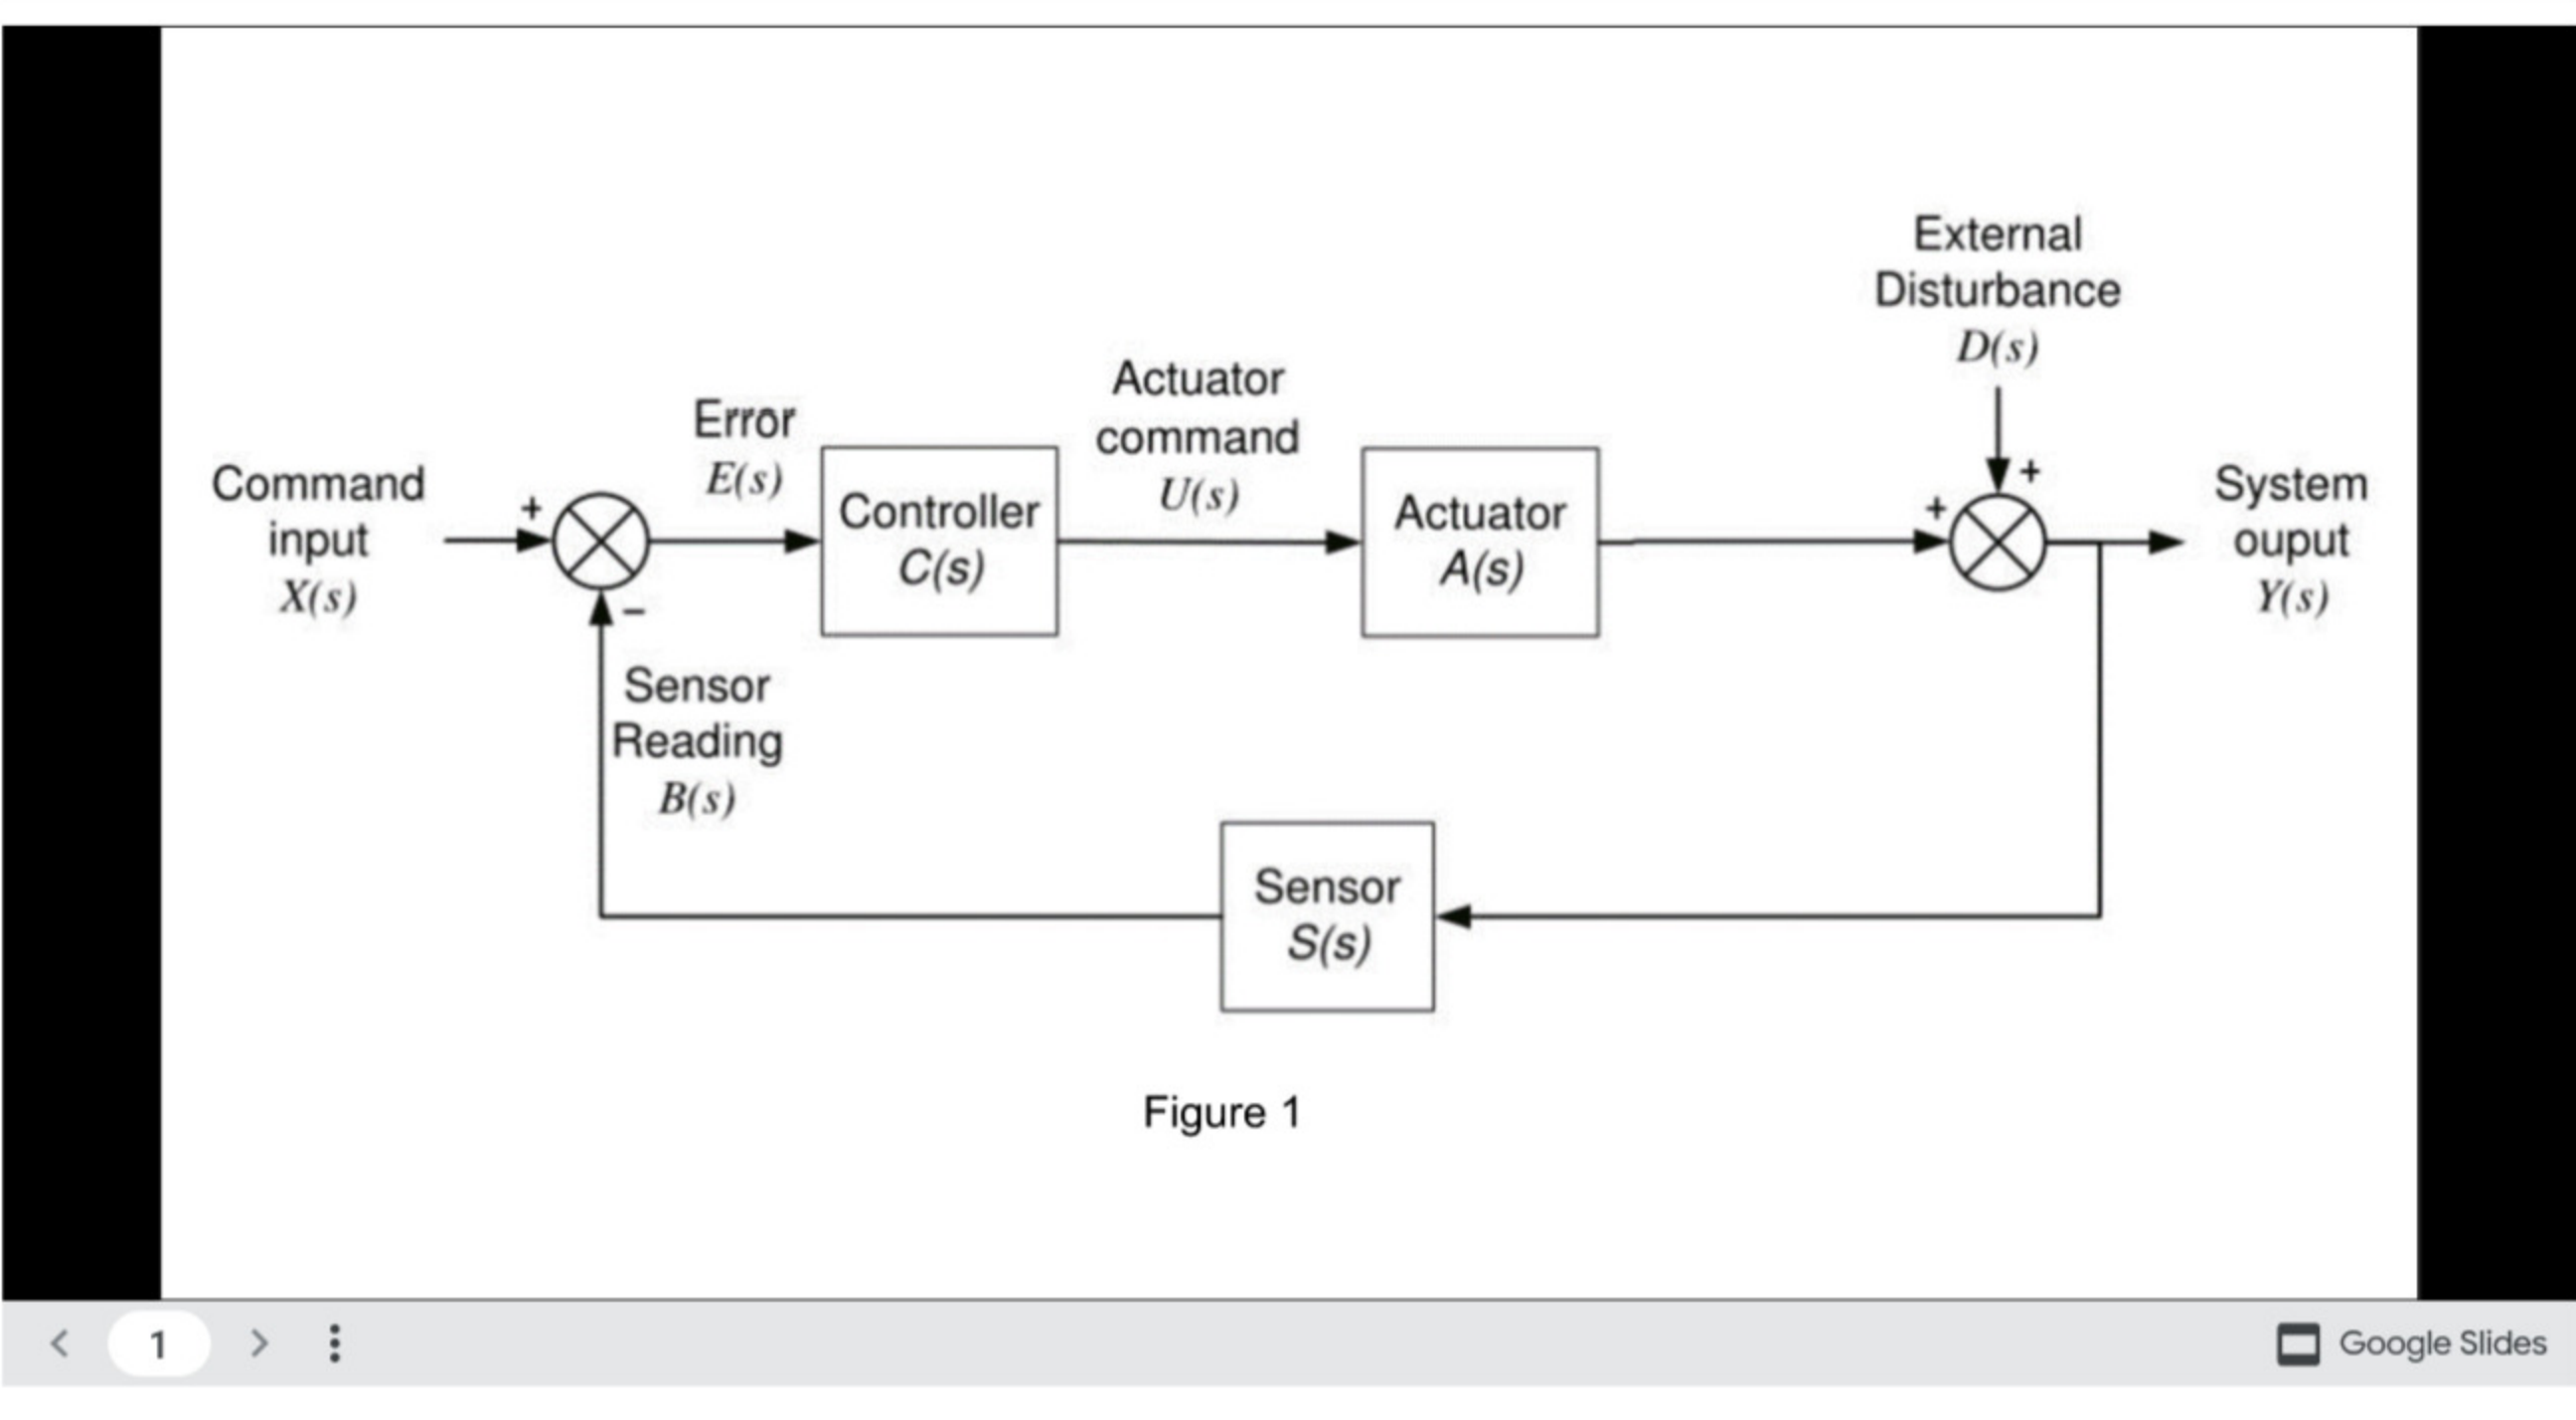 External
Disturbance
D(s)
Actuator
command
U(s)
Error
E(s)
Command
input
X(s)
+
Controller
C(s)
Actuator
A(s)
+
+
System
ouput
Y(s)
−
Sensor
Reading
B(s)
Sensor
S(s)
Figure 1
1
Google Slides